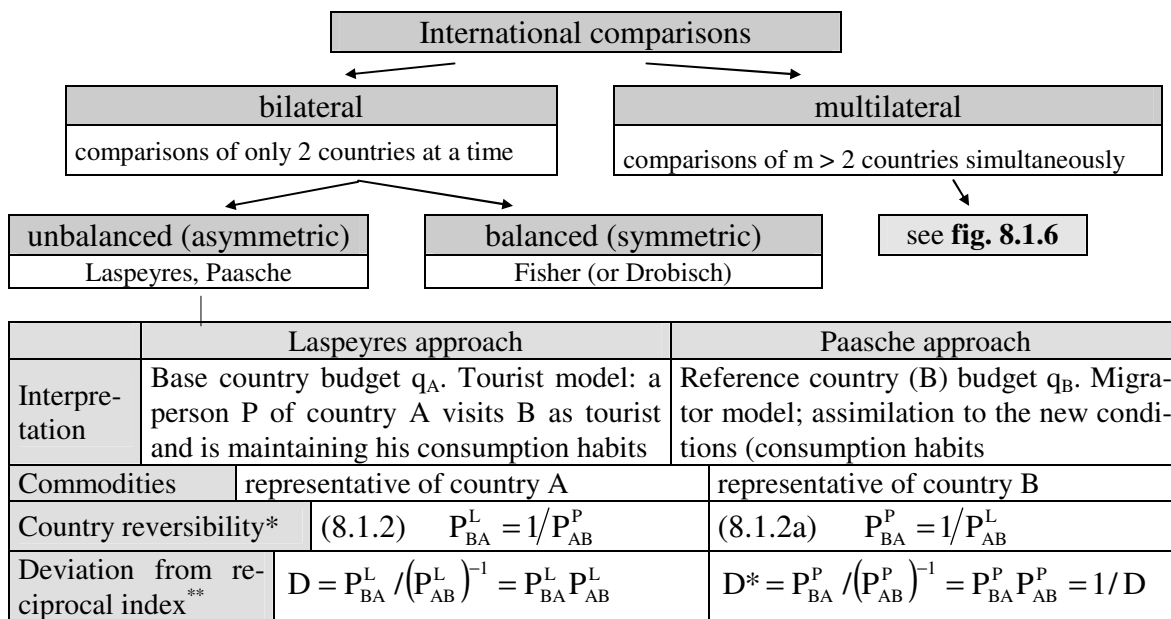 International comparisons
bilateral
comparisons of only 2 countries at a time
multilateral
comparisons of m > 2 countries simultaneously
unbalanced (asymmetric)
Laspeyres, Paasche
balanced (symmetric)
Fisher (or Drobisch)
see fig. 8.1.6
Laspeyres approach
Paasche approach
Interpre-
tation
Base country budget q_A. Tourist model: a
person P of country A visits B as tourist
and is maintaining his consumption habits
Reference country (B) budget q_B. Migra-
tor model; assimilation to the new condi-
tions (consumption habits
Commodities
representative of country A
representative of country B
Country reversibility*
(8.1.2) P^L_BA = 1/P^P_AB
(8.1.2a) P^P_BA = 1/P^L_AB
Deviation from re-
ciprocal index**
D = P^L_BA /(P^L_AB)^−1 = P^L_BA P^L_AB
D* = P^P_BA /(P^P_AB)^−1 = P^P_BA P^P_AB = 1/D